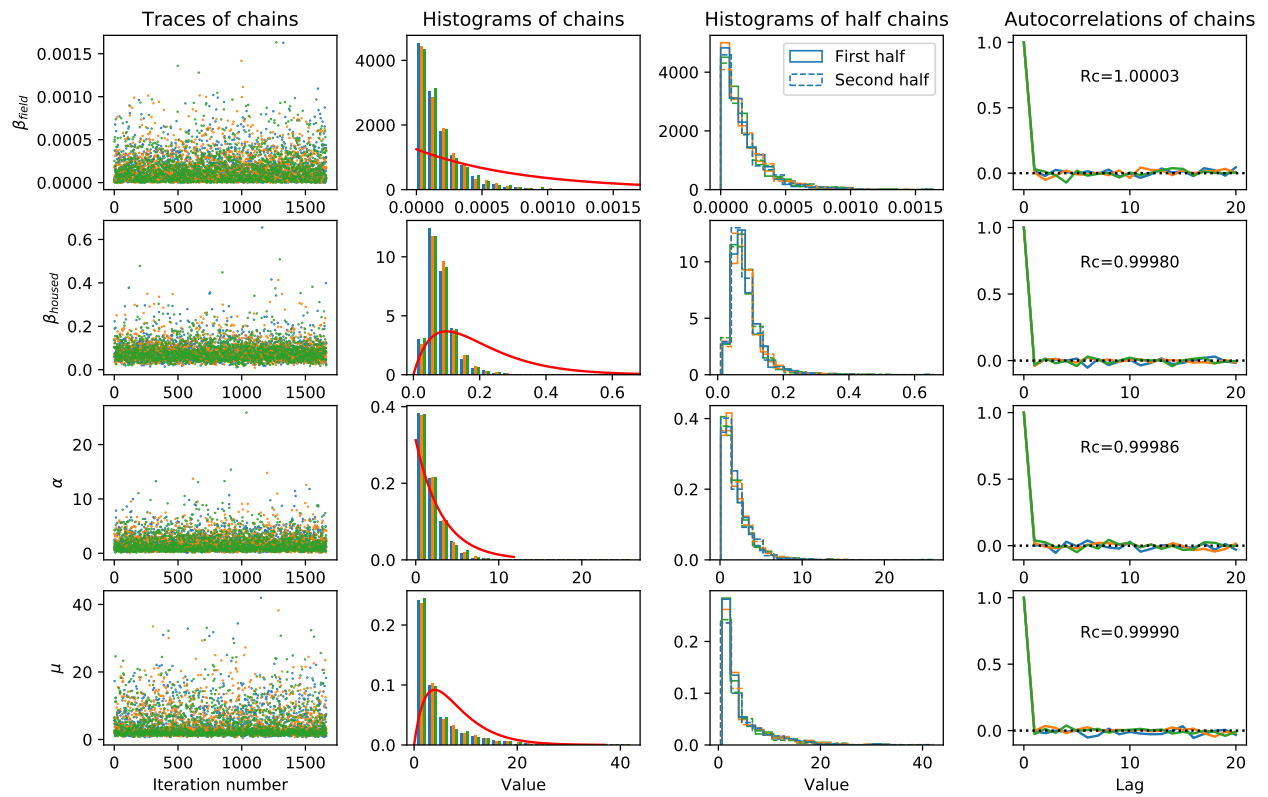 Traces of chains
Histograms of chains
Histograms of half chains
Autocorrelations of chains
β_field
0.0015
0.0010
0.0005
0.0000
0 500 1000 1500
4000
2000
0
0.0000 0.0005 0.0010 0.0015
4000
2000
0
0.0000 0.0005 0.0010 0.0015
First half
Second half
1.0
0.5
0.0
0 10 20
Rc=1.00003
β_housed
0.6
0.4
0.2
0.0
0 500 1000 1500
10
5
0
0.0 0.2 0.4 0.6
10
5
0
0.0 0.2 0.4 0.6
1.0
0.5
0.0
0 10 20
Rc=0.99980
α
20
10
0
0 500 1000 1500
0.4
0.2
0.0
0 10 20
0.4
0.2
0.0
0 10 20
1.0
0.5
0.0
0 10 20
Rc=0.99986
μ
40
20
0
0 500 1000 1500
Iteration number
0.2
0.1
0.0
0 20 40
Value
0.2
0.1
0.0
0 20 40
Value
1.0
0.5
0.0
0 10 20
Lag
Rc=0.99990